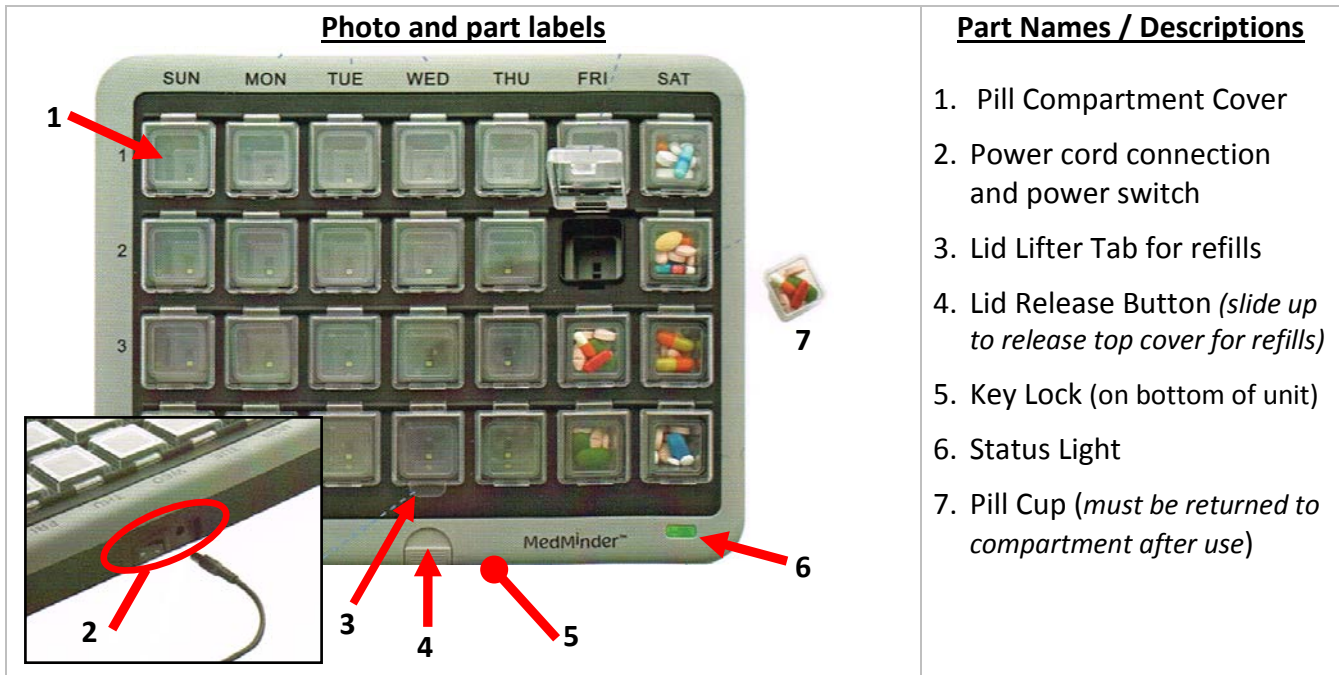 Photo and part labels
SUN MON TUE WED THU FRI SAT
1
1
2
3
7
MedMinder™
6
2
3
4
5
Part Names / Descriptions
1. Pill Compartment Cover
2. Power cord connection
and power switch
3. Lid Lifter Tab for refills
4. Lid Release Button (slide up
to release top cover for refills)
5. Key Lock (on bottom of unit)
6. Status Light
7. Pill Cup (must be returned to
compartment after use)